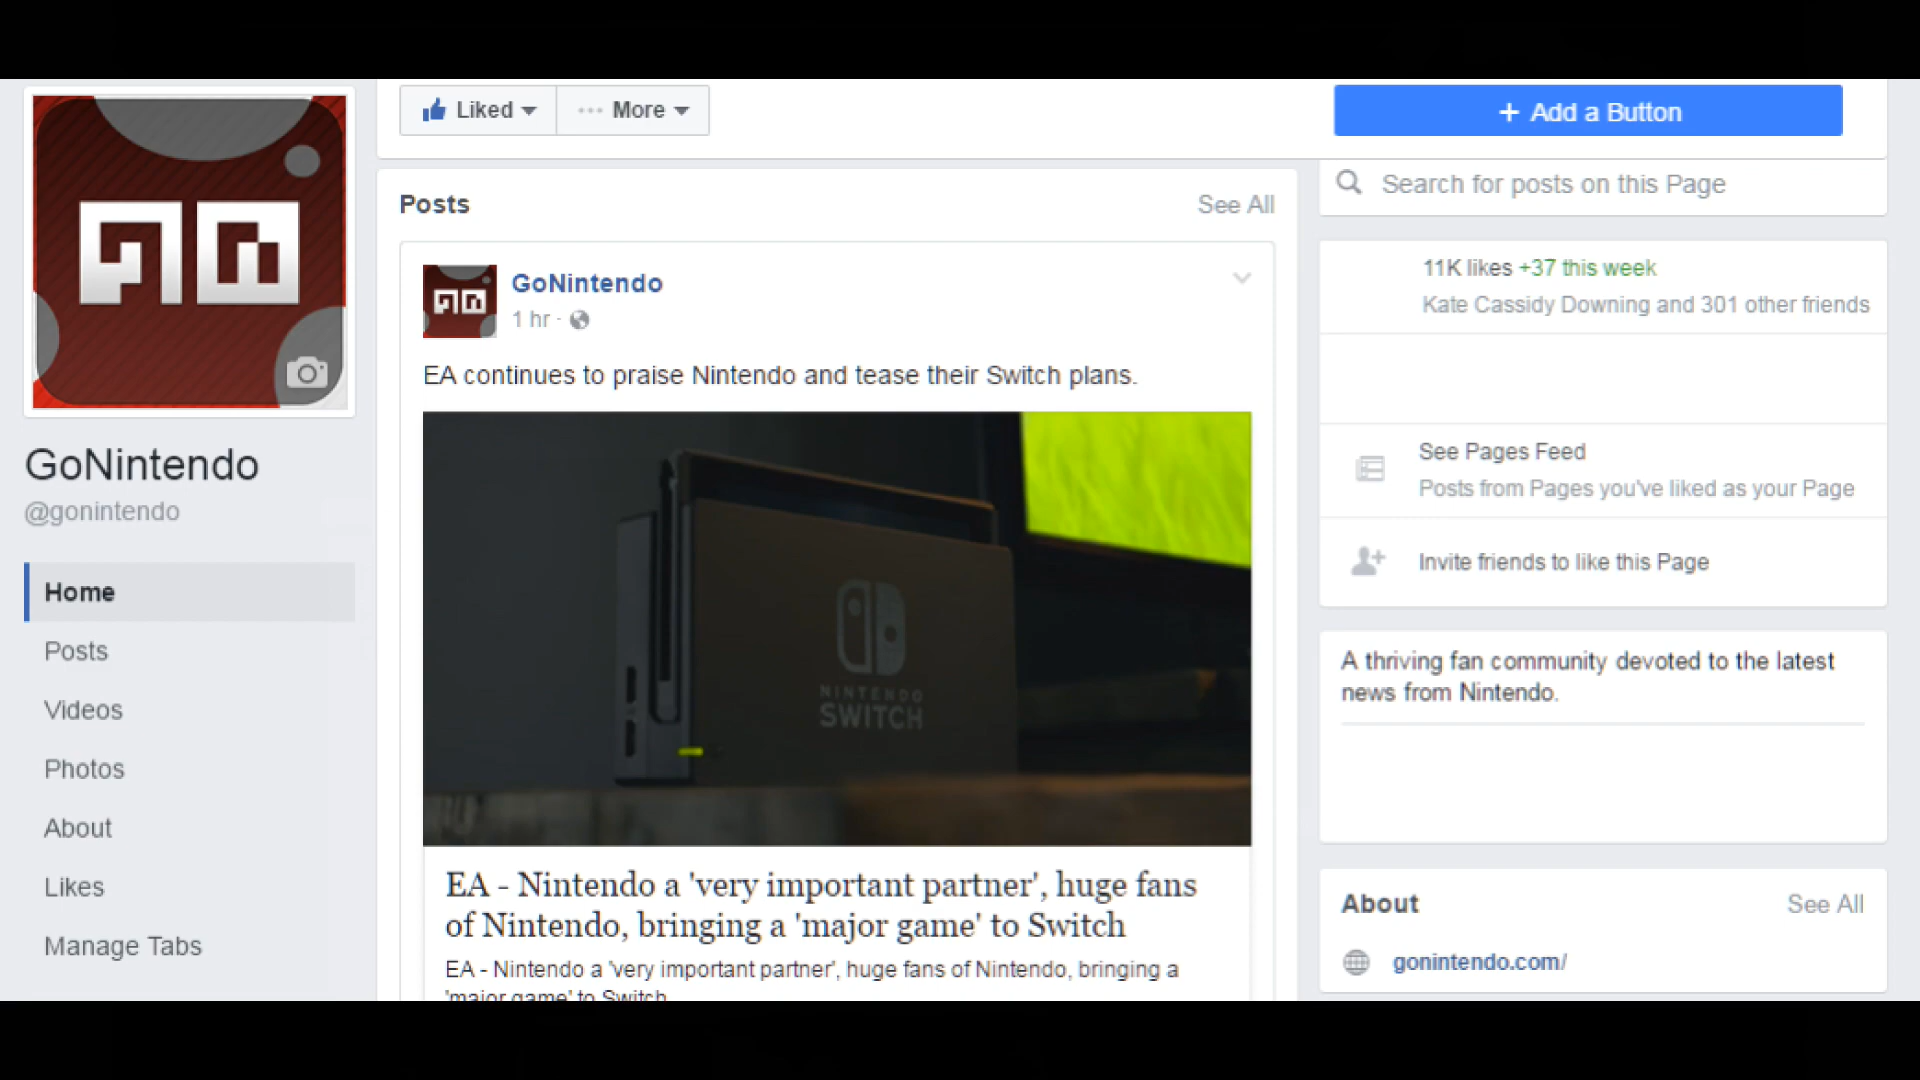 Liked
More
+ Add a Button
GoNintendo
@gonintendo
Home
Posts
Videos
Photos
About
Likes
Manage Tabs
Posts
See All
GoNintendo
1 hr ·
EA continues to praise Nintendo and tease their Switch plans.
NINTENDO
SWITCH
EA - Nintendo a 'very important partner', huge fans
of Nintendo, bringing a 'major game' to Switch
EA - Nintendo a 'very important partner', huge fans of Nintendo, bringing a
'major game' to Switch
Search for posts on this Page
11K likes +37 this week
Kate Cassidy Downing and 301 other friends
See Pages Feed
Posts from Pages you've liked as your Page
Invite friends to like this Page
A thriving fan community devoted to the latest
news from Nintendo.
About
See All
gonintendo.com/